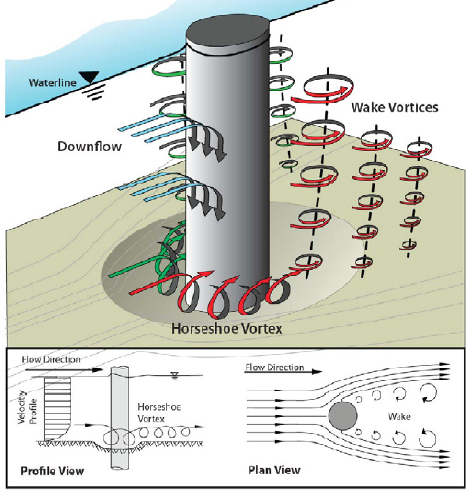 Waterline
Wake Vortices
Downflow
Horseshoe Vortex
Flow Direction
Velocity
Profile
Horseshoe
Vortex
Profile View
Flow Direction
Wake
Plan View